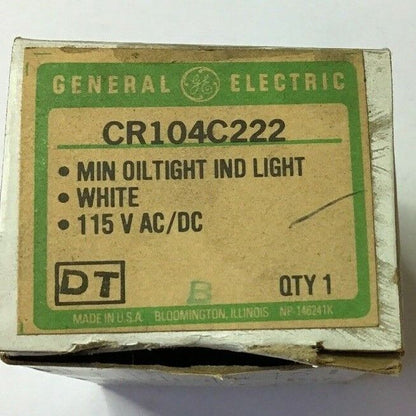 GENERAL GE ELECTRIC
CR104C222
• MIN OILTIGHT IND LIGHT
• WHITE
• 115 V AC/DC
DT B QTY 1
MADE IN U.S.A. BLOOMINGTON, ILLINOIS NP-146241K